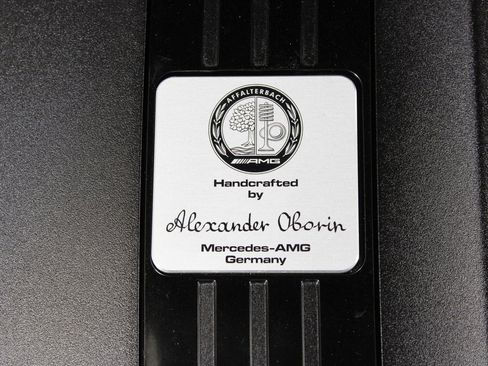 AFFALTERBACH
AMG
Handcrafted
by
Alexander Oborin
Mercedes-AMG
Germany